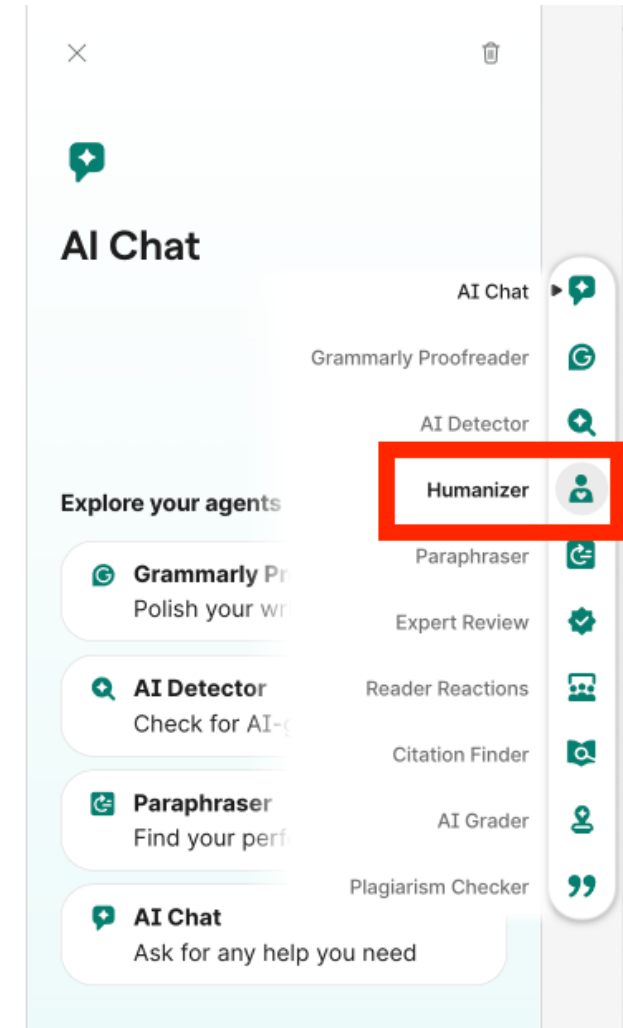 AI Chat
AI Chat
Grammarly Proofreader
AI Detector
Humanizer
Paraphraser
Expert Review
Reader Reactions
Citation Finder
AI Grader
Plagiarism Checker
Explore your agents
Grammarly Pr
Polish your wr
AI Detector
Check for AI-g
Paraphraser
Find your perf
AI Chat
Ask for any help you need